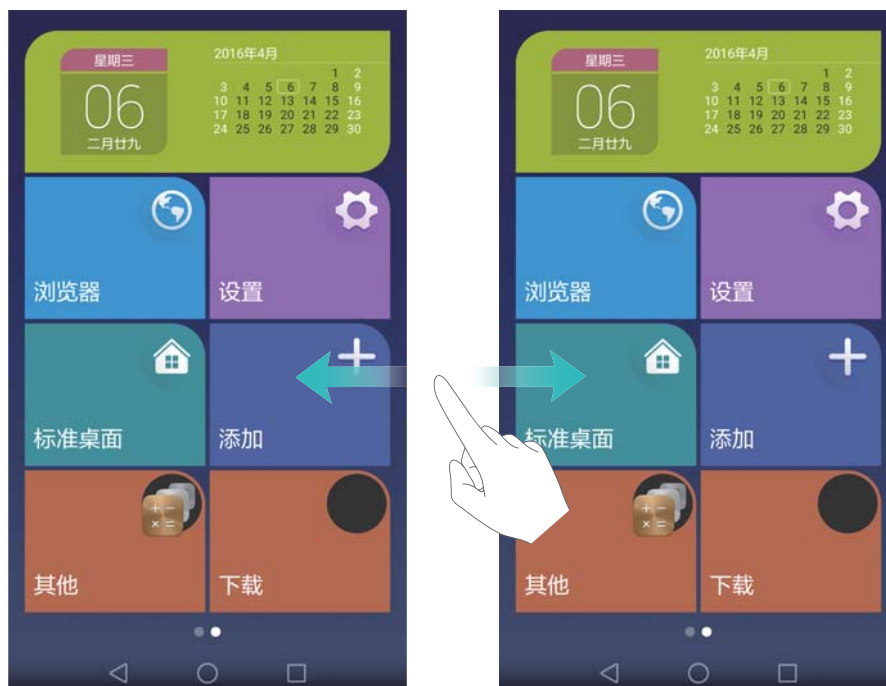 星期三
06
二月廿九
2016年4月
1 2
3 4 5 6 7 8 9
10 11 12 13 14 15 16
17 18 19 20 21 22 23
24 25 26 27 28 29 30
浏览器
设置
标准桌面
添加
其他
下载
星期三
06
二月廿九
2016年4月
1 2
3 4 5 6 7 8 9
10 11 12 13 14 15 16
17 18 19 20 21 22 23
24 25 26 27 28 29 30
浏览器
设置
标准桌面
添加
其他
下载